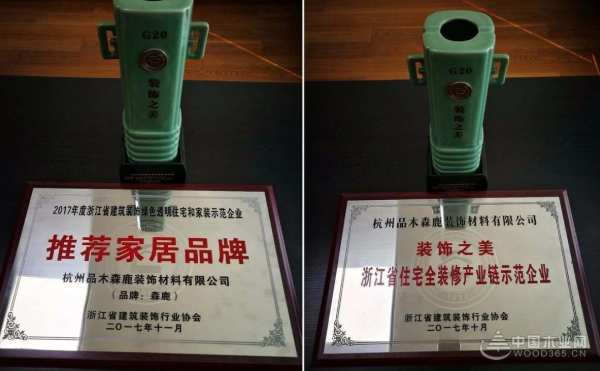 G20
装饰之美
2017年度浙江省建筑装饰绿色透明住宅和家装示范企业
推荐家居品牌
杭州品木森鹿装饰材料有限公司
(品牌：森鹿)
浙江省建筑装饰行业协会
二〇一七年十一月
G20
装饰之美
杭州品木森鹿装饰材料有限公司
装饰之美
浙江省住宅全装修产业链示范企业
浙江省建筑装饰行业协会
二〇一七年十月
中国木业网
WOOD365.CN